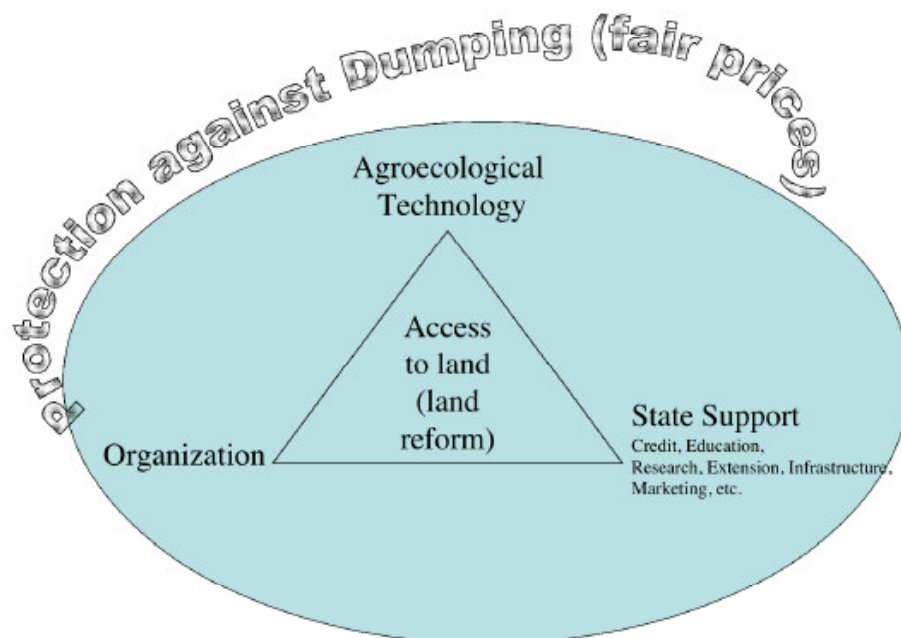 Protection against Dumping (fair prices)
Agroecological
Technology
Access
to land
(land
reform)
Organization
State Support
Credit, Education,
Research, Extension, Infrastructure,
Marketing, etc.